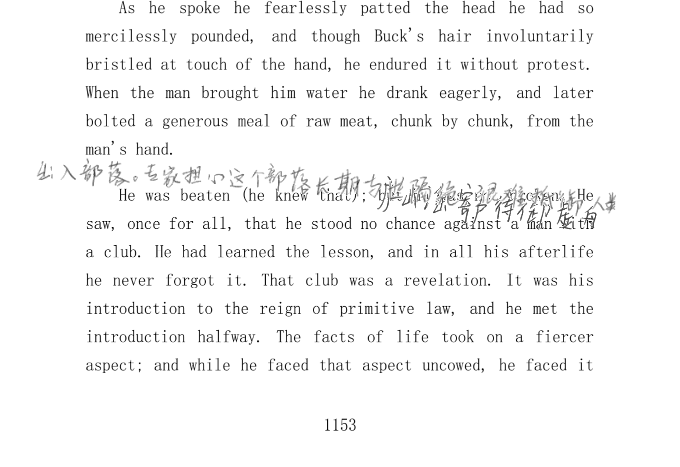 As he spoke he fearlessly patted the head he had so
mercilessly pounded, and though Buck's hair involuntarily
bristled at touch of the hand, he endured it without protest.
When the man brought him water he drank eagerly, and later
bolted a generous meal of raw meat, chunk by chunk, from the
man's hand.
出入部落。专家担心这个部落长期与世隔绝很难
He was beaten (he knew that); he was not broken. He
saw, once for all, that he stood no chance against a man with
a club. He had learned the lesson, and in all his afterlife
he never forgot it. That club was a revelation. It was his
introduction to the reign of primitive law, and he met the
introduction halfway. The facts of life took on a fiercer
aspect; and while he faced that aspect uncowed, he faced it
1153